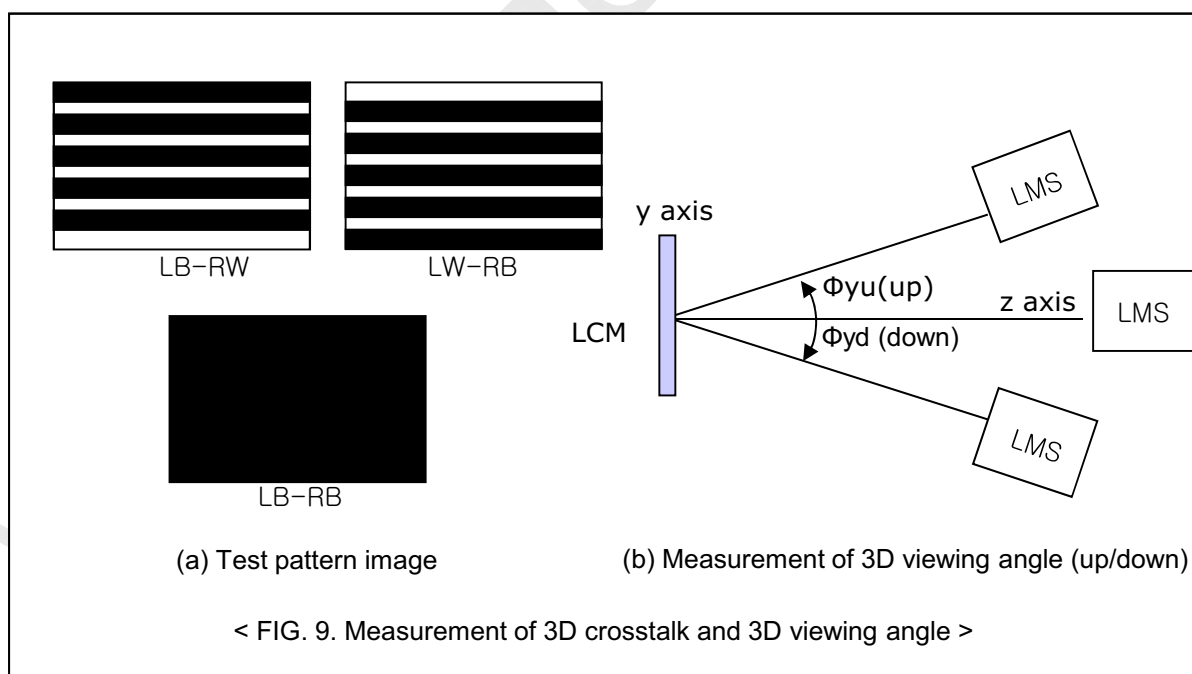 LB-RW
LW-RB
LB-RB
(a) Test pattern image
y axis
LCM
Φyu(up)
z axis
Φyd (down)
LMS
LMS
LMS
(b) Measurement of 3D viewing angle (up/down)
< FIG. 9. Measurement of 3D crosstalk and 3D viewing angle >